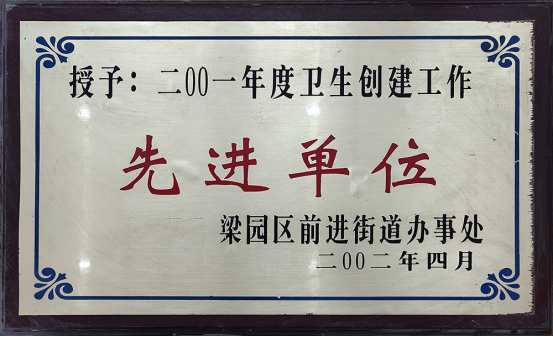 授予：二00一年度卫生创建工作
先进单位
梁园区前进街道办事处
二00二年四月